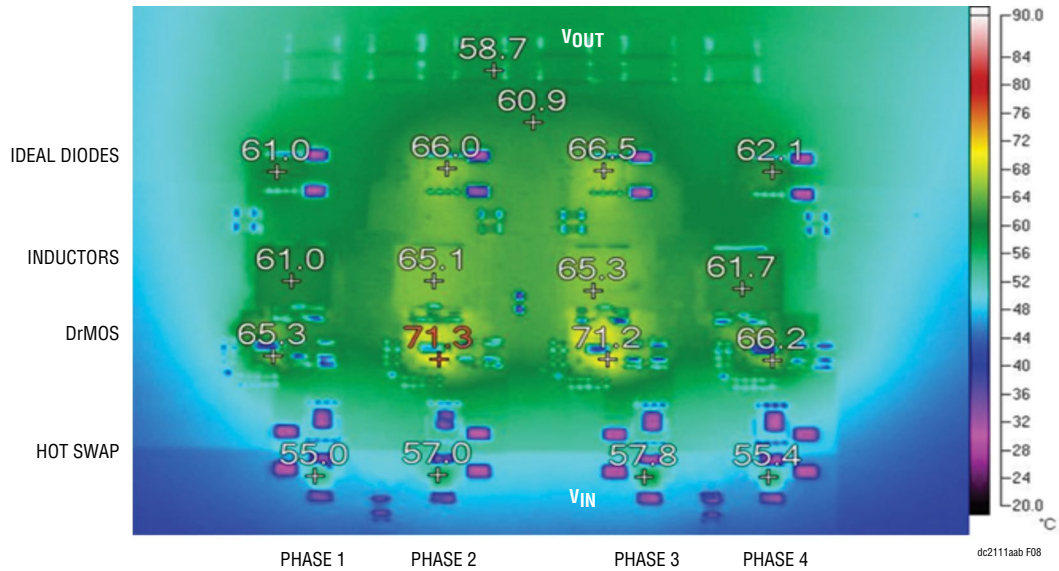 VOUT
58.7
60.9
IDEAL DIODES
61.0 66.0 66.5 62.1
INDUCTORS
61.0 65.1 65.3 61.7
DrMOS
65.3 71.3 71.2 66.2
HOT SWAP
55.0 57.0 57.8 55.4
VIN
PHASE 1 PHASE 2 PHASE 3 PHASE 4
90.0
84
80
76
72
68
64
60
56
52
48
44
40
36
32
28
24
20.0
°C
dc2111aab F08